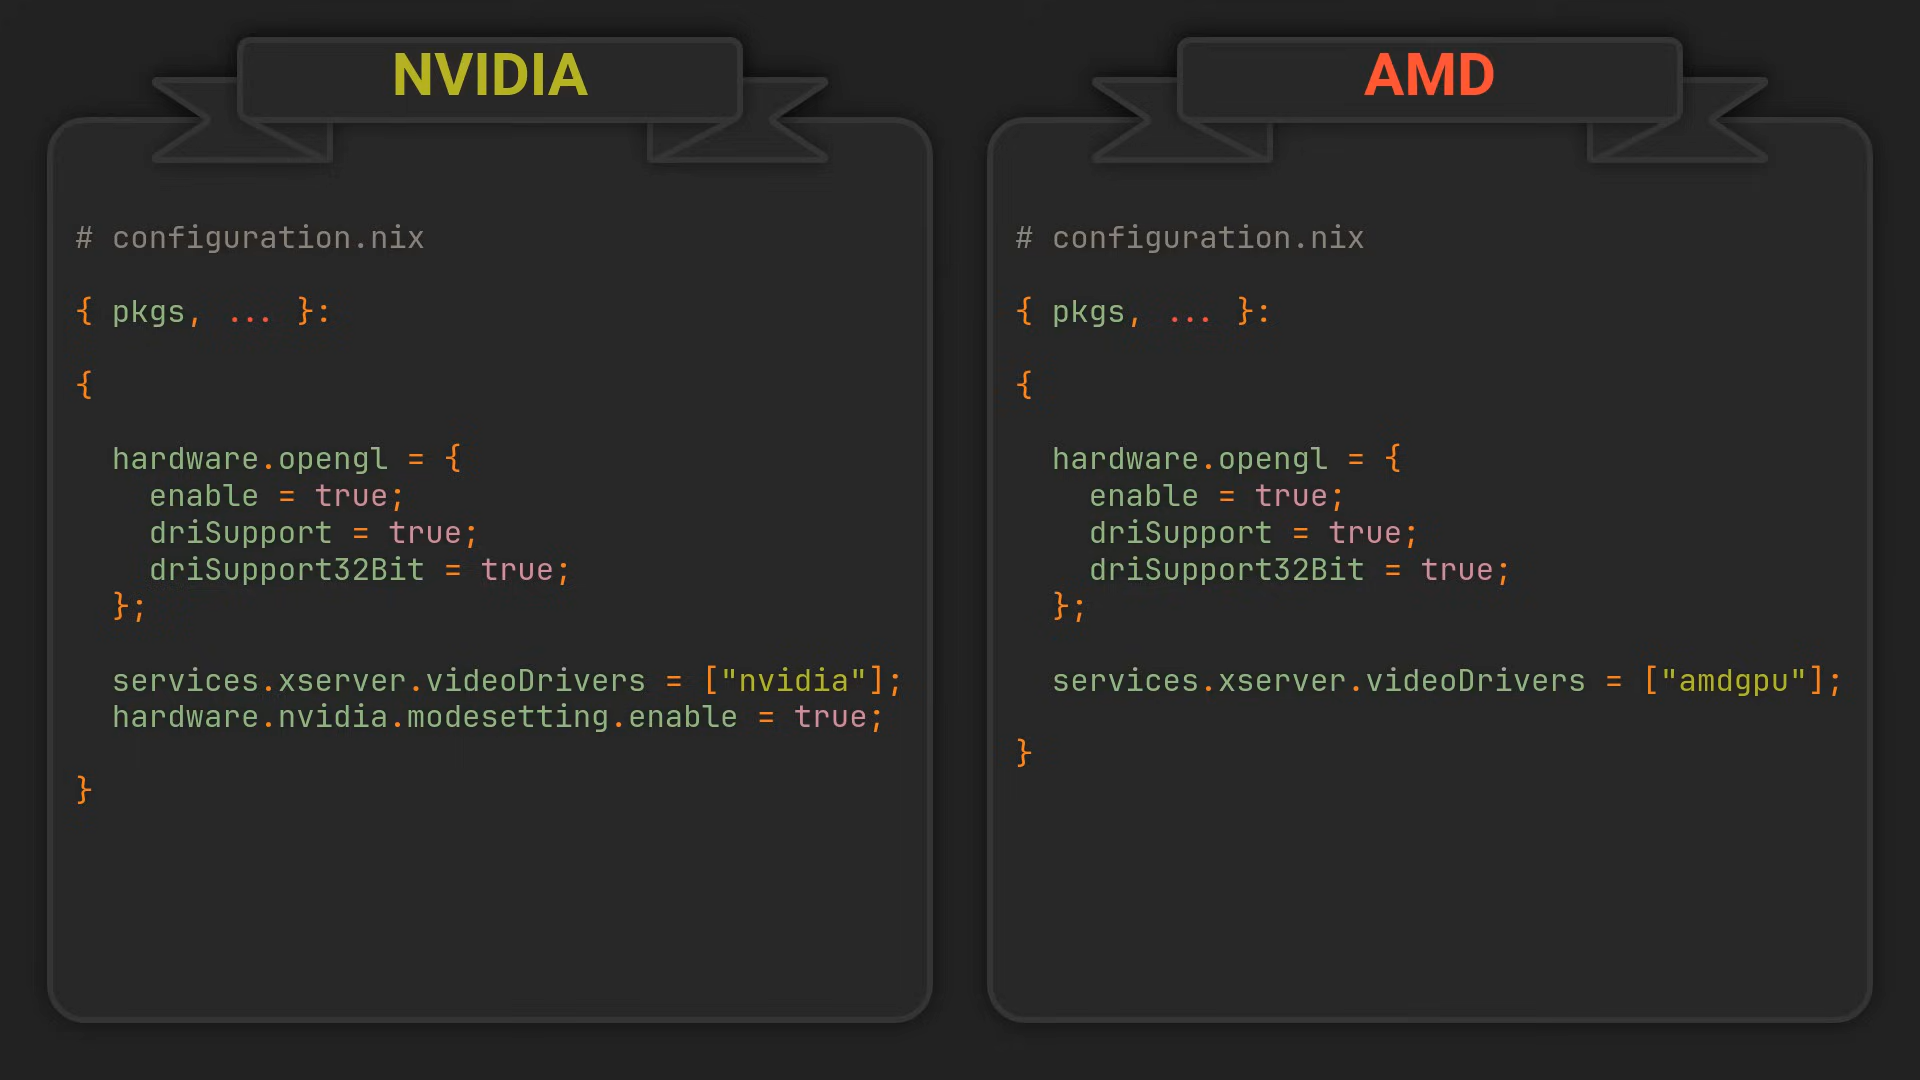 NVIDIA
# configuration.nix
{ pkgs, ... }:
{
hardware.opengl = {
enable = true;
driSupport = true;
driSupport32Bit = true;
};
services.xserver.videoDrivers = ["nvidia"];
hardware.nvidia.modesetting.enable = true;
}
AMD
# configuration.nix
{ pkgs, ... }:
{
hardware.opengl = {
enable = true;
driSupport = true;
driSupport32Bit = true;
};
services.xserver.videoDrivers = ["amdgpu"];
}